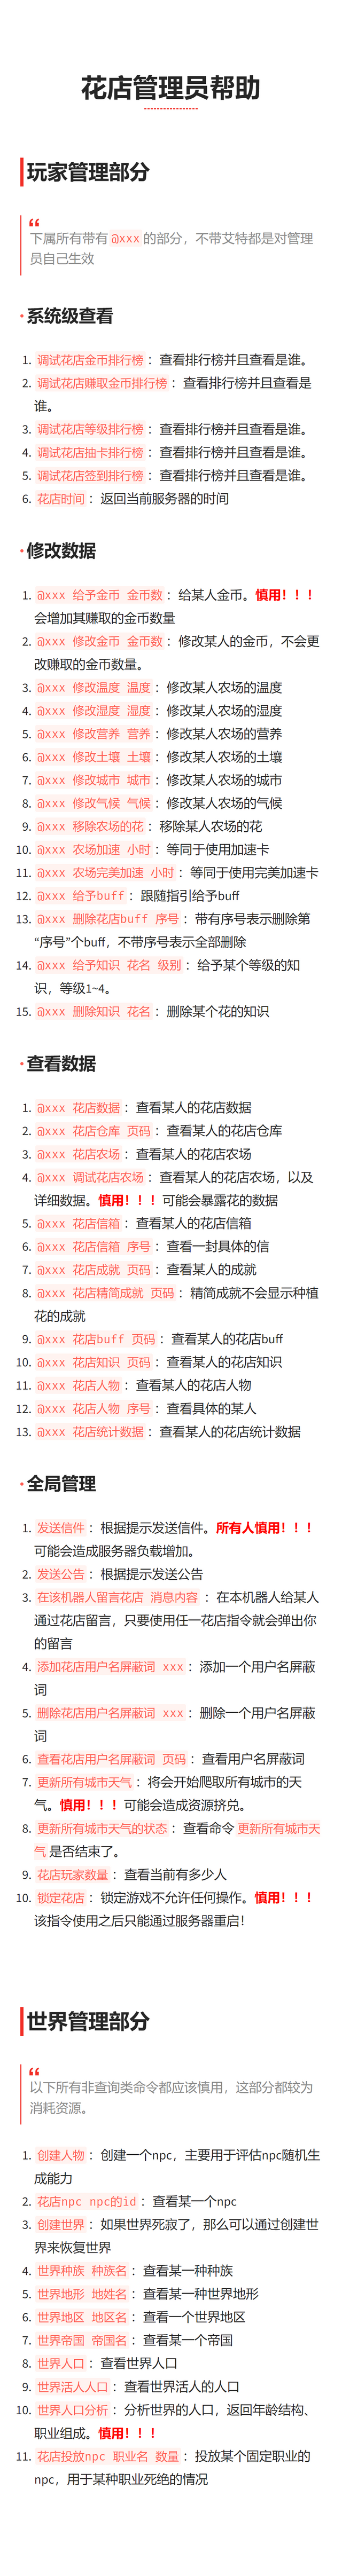 花店管理员帮助
玩家管理部分
“
下属所有带有 @xxx 的部分，不带艾特都是对管理
员自己生效
系统级查看
1. 调试花店金币排行榜 ：查看排行榜并且查看是谁。
2. 调试花店赚取金币排行榜 ：查看排行榜并且查看是
谁。
3. 调试花店等级排行榜 ：查看排行榜并且查看是谁。
4. 调试花店抽卡排行榜 ：查看排行榜并且查看是谁。
5. 调试花店签到排行榜 ：查看排行榜并且查看是谁。
6. 花店时间 ：返回当前服务器的时间
修改数据
1. @xxx 给予金币 金币数 ：给某人金币。慎用！！！
会增加其赚取的金币数量
2. @xxx 修改金币 金币数 ：修改某人的金币，不会更
改赚取的金币数量。
3. @xxx 修改温度 温度 ：修改某人农场的温度
4. @xxx 修改湿度 湿度 ：修改某人农场的湿度
5. @xxx 修改营养 营养 ：修改某人农场的营养
6. @xxx 修改土壤 土壤 ：修改某人农场的土壤
7. @xxx 修改城市 城市 ：修改某人农场的城市
8. @xxx 修改气候 气候 ：修改某人农场的气候
9. @xxx 移除农场的花 ：移除某人农场的花
10. @xxx 农场加速 小时 ：等同于使用加速卡
11. @xxx 农场完美加速 小时 ：等同于使用完美加速卡
12. @xxx 给予buff ：跟随指引给予buff
13. @xxx 删除花店buff 序号 ：带有序号表示删除第
“序号”个buff，不带序号表示全部删除
14. @xxx 给予知识 花名 级别 ：给予某个等级的知
识，等级1~4。
15. @xxx 删除知识 花名 ：删除某个花的知识
查看数据
1. @xxx 花店数据 ：查看某人的花店数据
2. @xxx 花店仓库 页码 ：查看某人的花店仓库
3. @xxx 花店农场 ：查看某人的花店农场
4. @xxx 调试花店农场 ：查看某人的花店农场，以及
详细数据。慎用！！！可能会暴露花的数据
5. @xxx 花店信箱 ：查看某人的花店信箱
6. @xxx 花店信箱 序号 ：查看一封具体的信
7. @xxx 花店成就 页码 ：查看某人的成就
8. @xxx 花店精简成就 页码 ：精简成就不会显示种植
花的成就
9. @xxx 花店buff 页码 ：查看某人的花店buff
10. @xxx 花店知识 页码 ：查看某人的花店知识
11. @xxx 花店人物 ：查看某人的花店人物
12. @xxx 花店人物 序号 ：查看具体的某人
13. @xxx 花店统计数据 ：查看某人的花店统计数据
全局管理
1. 发送信件 ：根据提示发送信件。所有人慎用！！！
可能会造成服务器负载增加。
2. 发送公告 ：根据提示发送公告
3. 在该机器人留言花店 消息内容 ：在本机器人给某人
通过花店留言，只要使用任一花店指令就会弹出你
的留言
4. 添加花店用户名屏蔽词 xxx ：添加一个用户名屏蔽
词
5. 删除花店用户名屏蔽词 xxx ：删除一个用户名屏蔽
词
6. 查看花店用户名屏蔽词 页码 ：查看用户名屏蔽词
7. 更新所有城市天气 ：将会开始爬取所有城市的天
气。慎用！！！可能会造成资源挤兑。
8. 更新所有城市天气的状态 ：查看命令 更新所有城市天
气 是否结束了。
9. 花店玩家数量 ：查看当前有多少人
10. 锁定花店 ：锁定游戏不允许任何操作。慎用！！！
该指令使用之后只能通过服务器重启！
世界管理部分
“
以下所有非查询类命令都应该慎用，这部分都较为
消耗资源。
1. 创建人物 ：创建一个npc，主要用于评估npc随机生
成能力
2. 花店npc npc的id ：查看某一个npc
3. 创建世界 ：如果世界死寂了，那么可以通过创建世
界来恢复世界
4. 世界种族 种族名 ：查看某一种种族
5. 世界地形 地姓名 ：查看某一种世界地形
6. 世界地区 地区名 ：查看一个世界地区
7. 世界帝国 帝国名 ：查看某一个帝国
8. 世界人口 ：查看世界人口
9. 世界活人人口 ：查看世界活人的人口
10. 世界人口分析 ：分析世界的人口，返回年龄结构、
职业组成。慎用！！！
11. 花店投放npc 职业名 数量 ：投放某个固定职业的
npc，用于某种职业死绝的情况